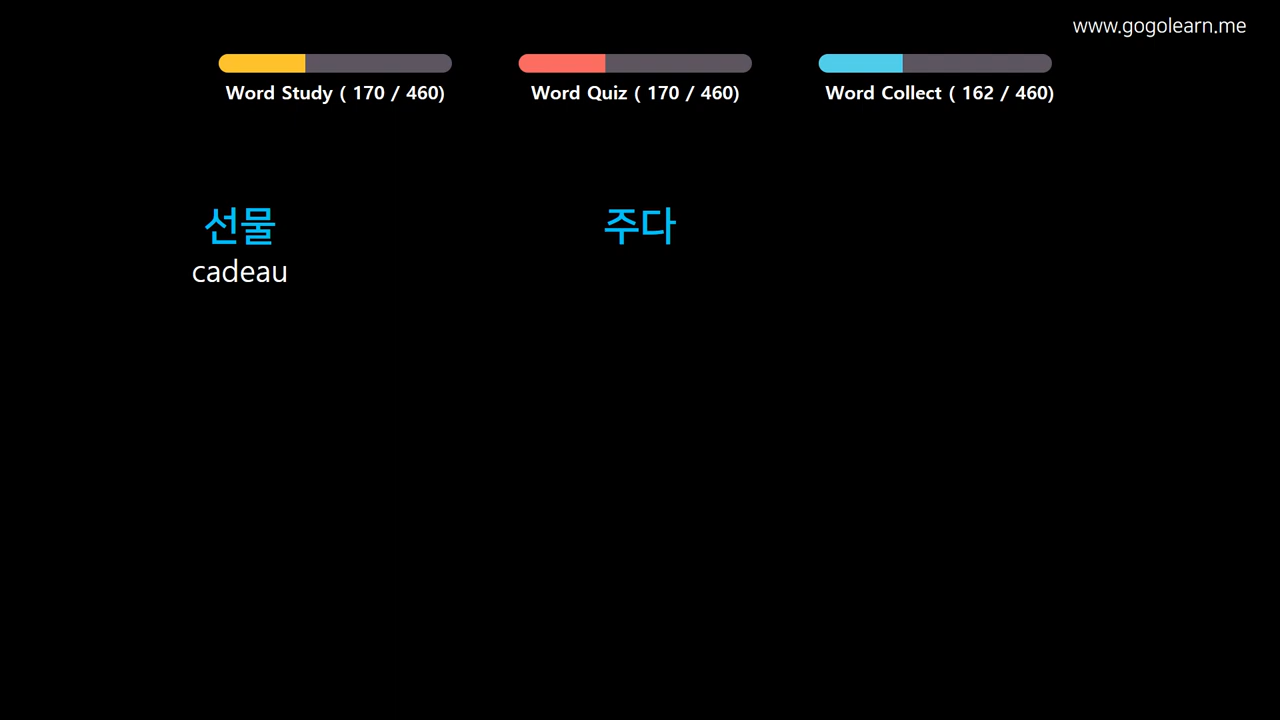 www.gogolearn.me
Word Study ( 170 / 460)
Word Quiz ( 170 / 460)
Word Collect ( 162 / 460)
선물
주다
cadeau